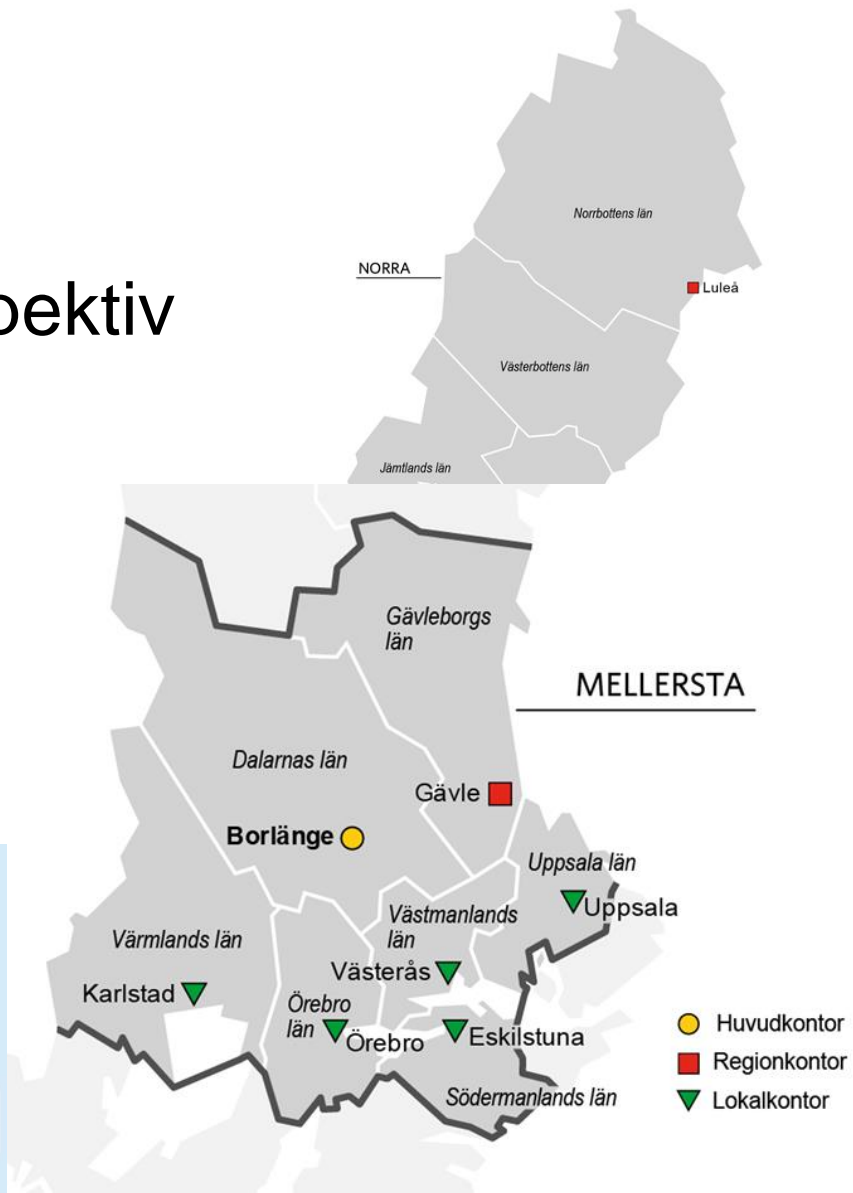 Norrbottens län
NORRA
Luleå
pektiv
Västerbottens län
Jämtlands län
Gävleborgs
län
MELLERSTA
Dalarnas län
Gävle
Borlänge
Uppsala län
Uppsala
Västmanlands
län
Värmlands län
Västerås
Karlstad
Örebro
län
Örebro
Eskilstuna
Södermanlands län
Huvudkontor
Regionkontor
Lokalkontor